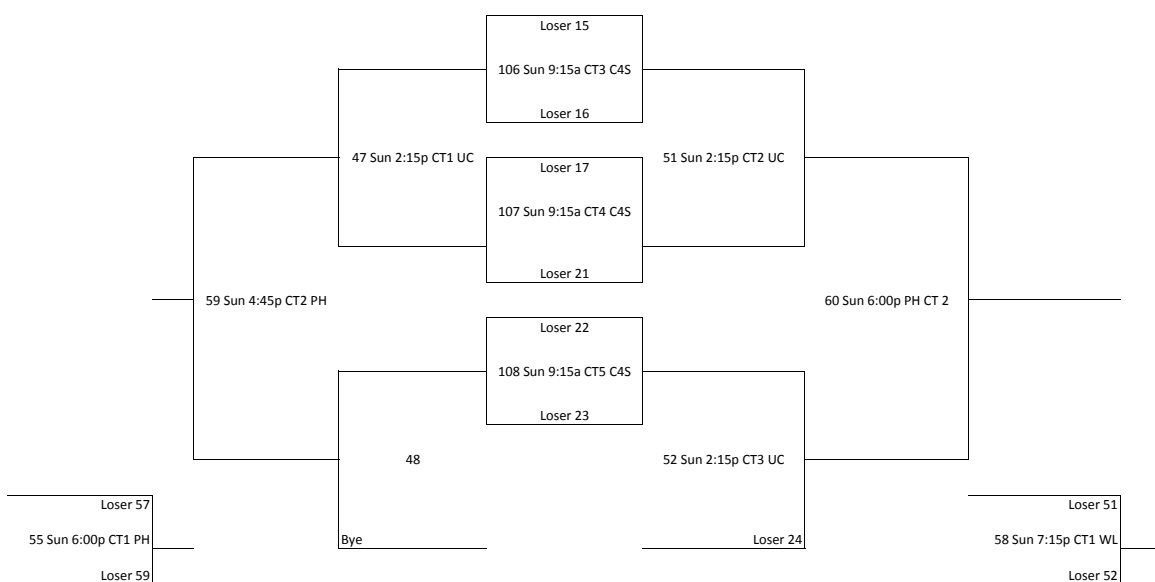 Loser 15
106 Sun 9:15a CT3 C4S
Loser 16
47 Sun 2:15p CT1 UC
51 Sun 2:15p CT2 UC
Loser 17
107 Sun 9:15a CT4 C4S
Loser 21
59 Sun 4:45p CT2 PH
60 Sun 6:00p PH CT 2
Loser 22
108 Sun 9:15a CT5 C4S
Loser 23
48
52 Sun 2:15p CT3 UC
Loser 57
Loser 51
55 Sun 6:00p CT1 PH
Bye
Loser 24
58 Sun 7:15p CT1 WL
Loser 59
Loser 52